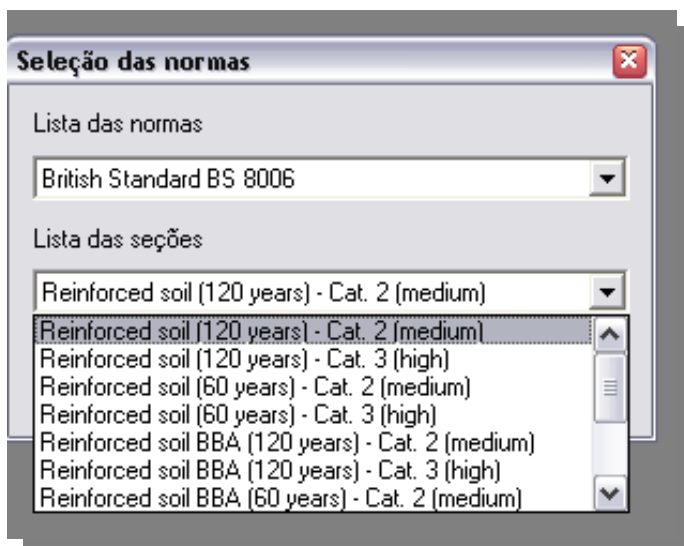 Seleção das normas
Lista das normas
British Standard BS 8006
Lista das seções
Reinforced soil (120 years) - Cat. 2 (medium)
Reinforced soil (120 years) - Cat. 2 (medium)
Reinforced soil (120 years) - Cat. 3 (high)
Reinforced soil (60 years) - Cat. 2 (medium)
Reinforced soil (60 years) - Cat. 3 (high)
Reinforced soil BBA (120 years) - Cat. 2 (medium)
Reinforced soil BBA (120 years) - Cat. 3 (high)
Reinforced soil BBA (60 years) - Cat. 2 (medium)